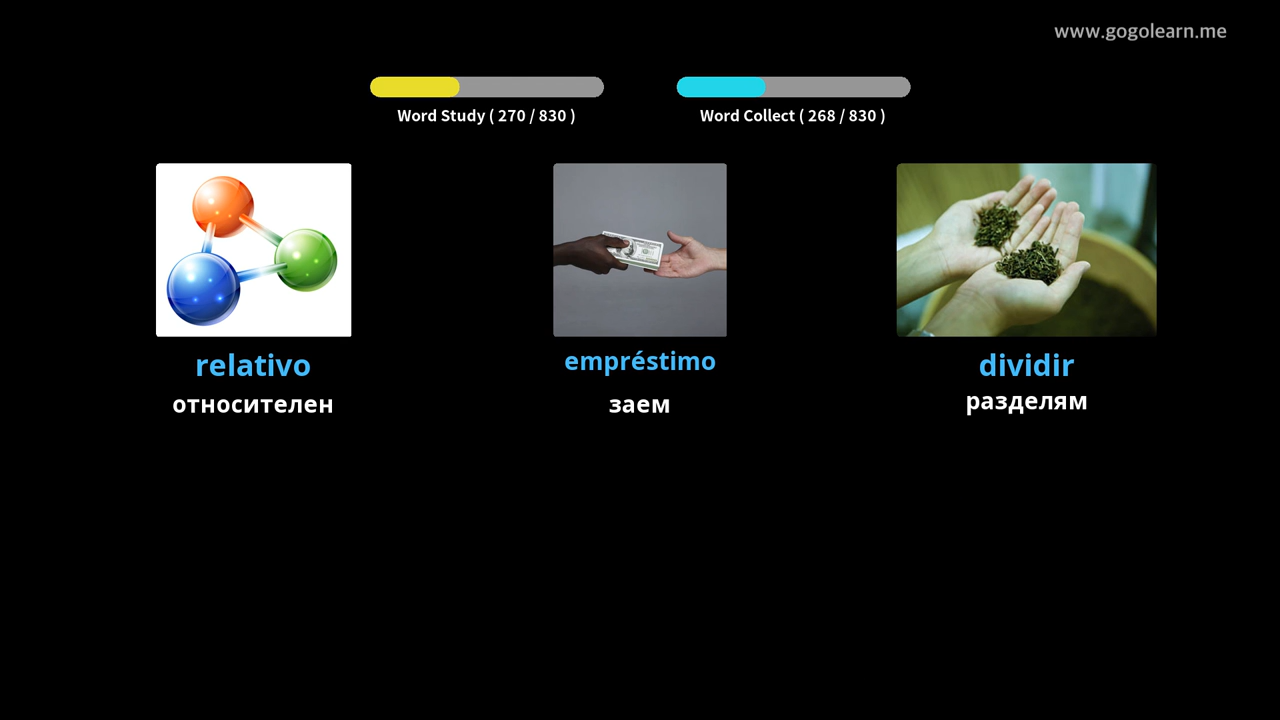 www.gogolearn.me
Word Study ( 270 / 830 )
Word Collect ( 268 / 830 )
relativo
относителен
empréstimo
заем
dividir
разделям